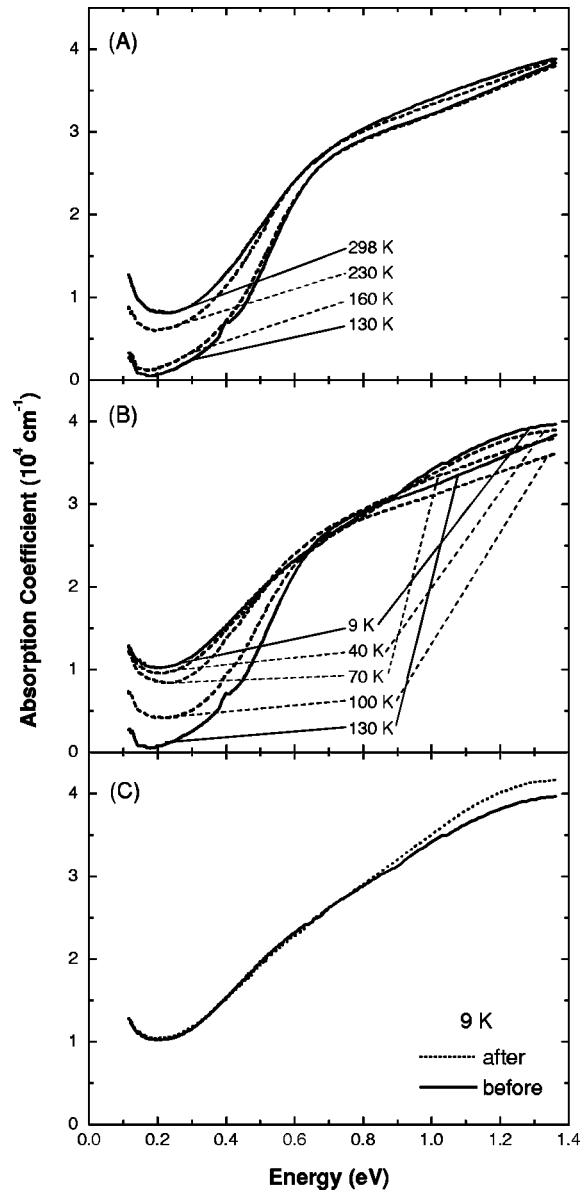 (A)
4
3
2
1
0
298 K
230 K
160 K
130 K
(B)
4
3
2
1
0
9 K
40 K
70 K
100 K
130 K
Absorption Coefficient (10⁴ cm⁻¹)
(C)
4
3
2
1
0
9 K
after
before
0.0 0.2 0.4 0.6 0.8 1.0 1.2 1.4
Energy (eV)